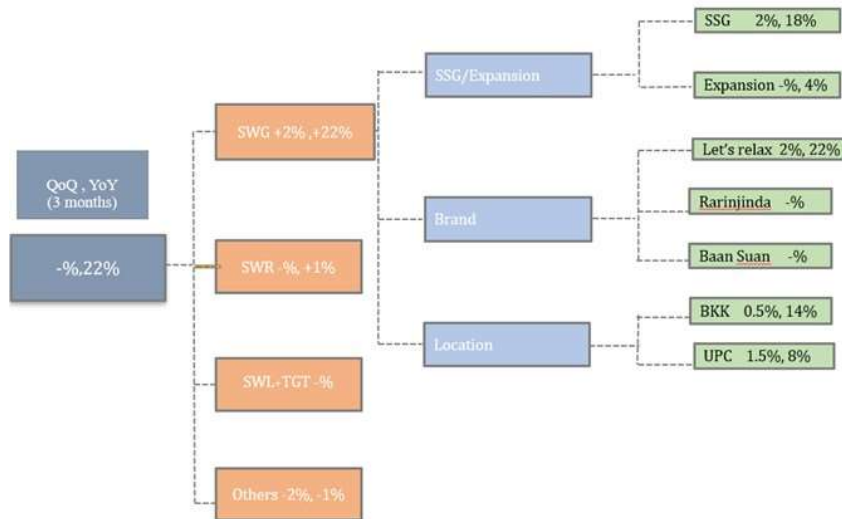 QoQ , YoY
(3 months)
-%,22%
SWG +2% ,+22%
SWR -%, +1%
SWL+TGT -%
Others -2%, -1%
SSG/Expansion
Brand
Location
SSG 2%, 18%
Expansion -%, 4%
Let's relax 2%, 22%
Rarinjinda -%
Baan Suan -%
BKK 0.5%, 14%
UPC 1.5%, 8%